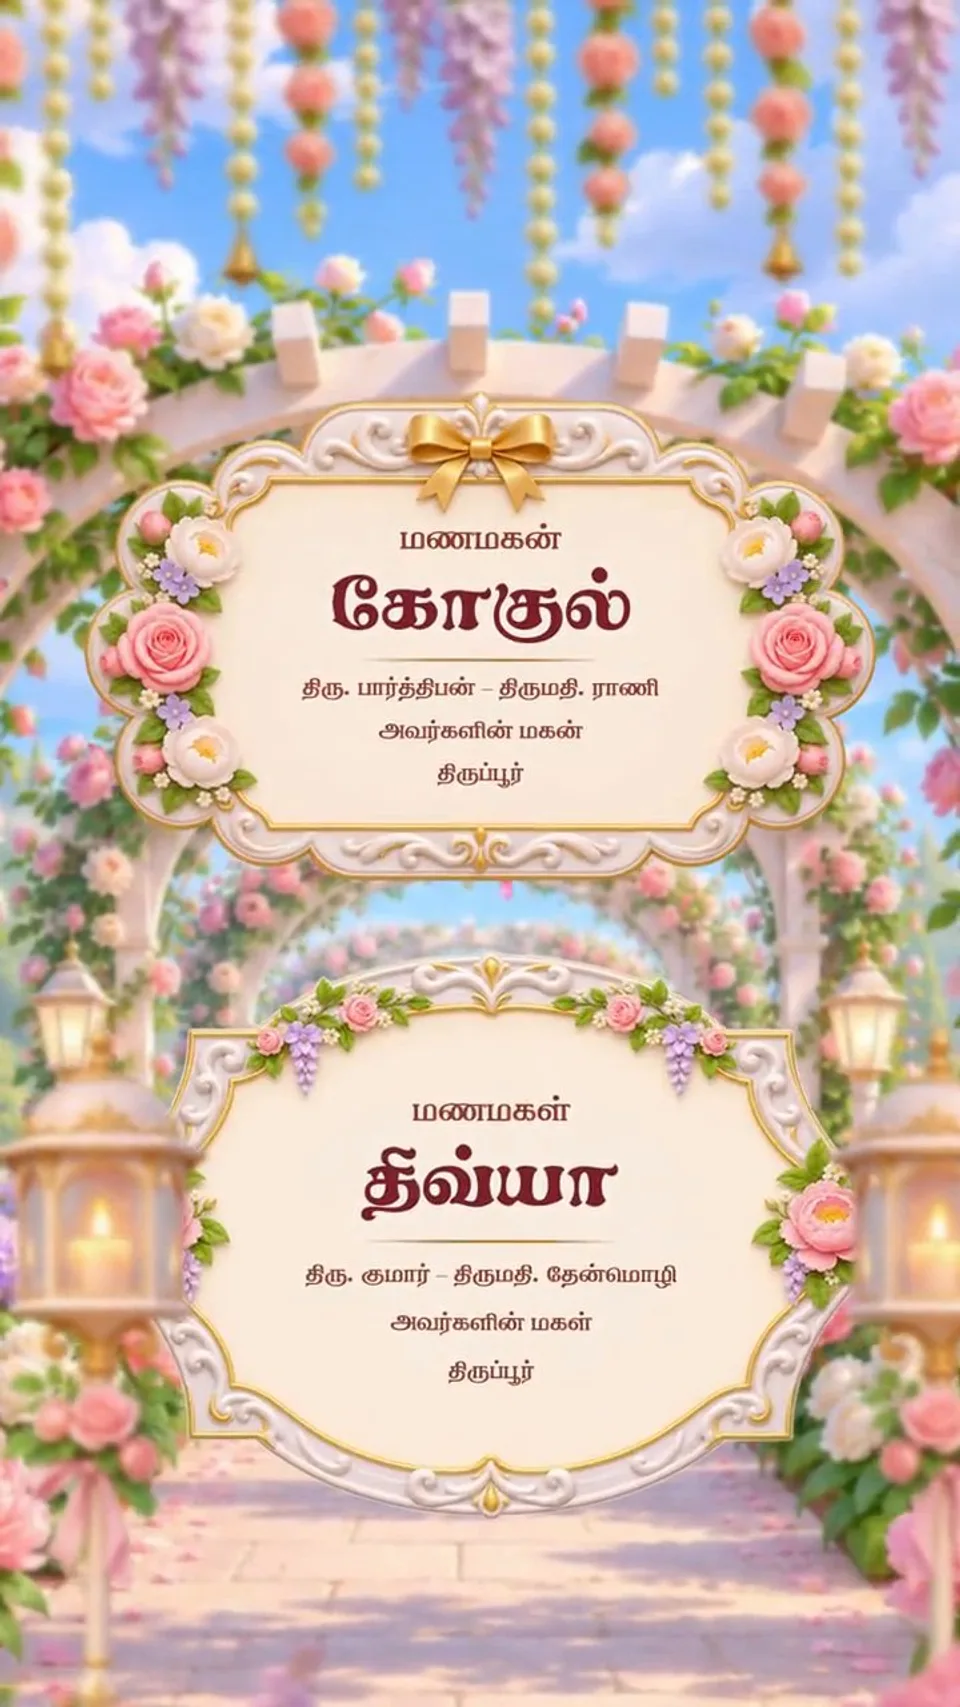 மணமகன்
கோகுல்
திரு. பார்த்திபன் – திருமதி. ராணி
அவர்களின் மகன்
திருப்பூர்
மணமகள்
திவ்யா
திரு. குமார் – திருமதி. தேன்மொழி
அவர்களின் மகள்
திருப்பூர்